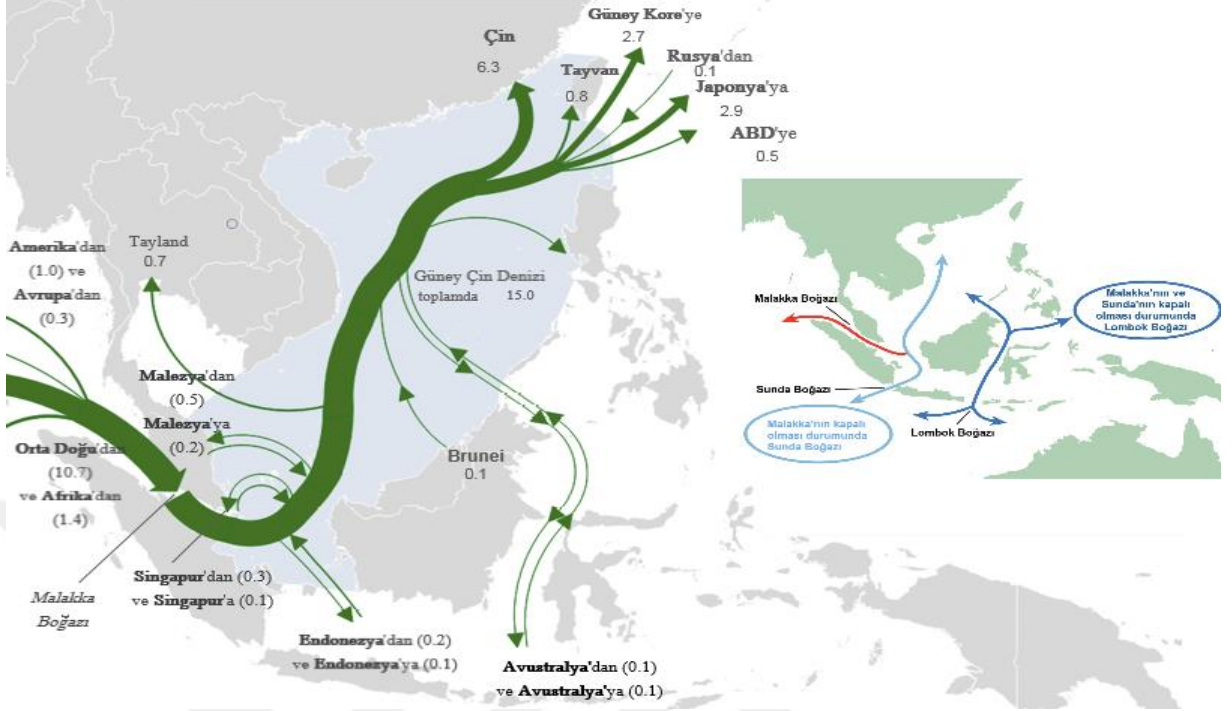 Güney Kore'ye
2.7
Çin
6.3
Rusya'dan
0.1
Tayvan
0.8
Japonya'ya
2.9
ABD'ye
0.5
Amerika'dan
(1.0) ve
Avrupa'dan
(0.3)
Tayland
0.7
Güney Çin Denizi
toplamda 15.0
Malezya'dan
(0.5)
Malezya'ya
(0.2)
Orta Doğu'dan
(10.7)
ve Afrika'dan
(1.4)
Brunei
0.1
Singapur'dan (0.3)
ve Singapur'a (0.1)
Malakka
Boğazı
Endonezya'dan (0.2)
ve Endonezya'ya (0.1)
Avustralya'dan (0.1)
ve Avustralya'ya (0.1)
Malakka Boğazı
Malakka'nın ve
Sunda'nın kapalı
olması durumunda
Lombok Boğazı
Sunda Boğazı
Malakka'nın kapalı
olması durumunda
Sunda Boğazı
Lombok Boğazı